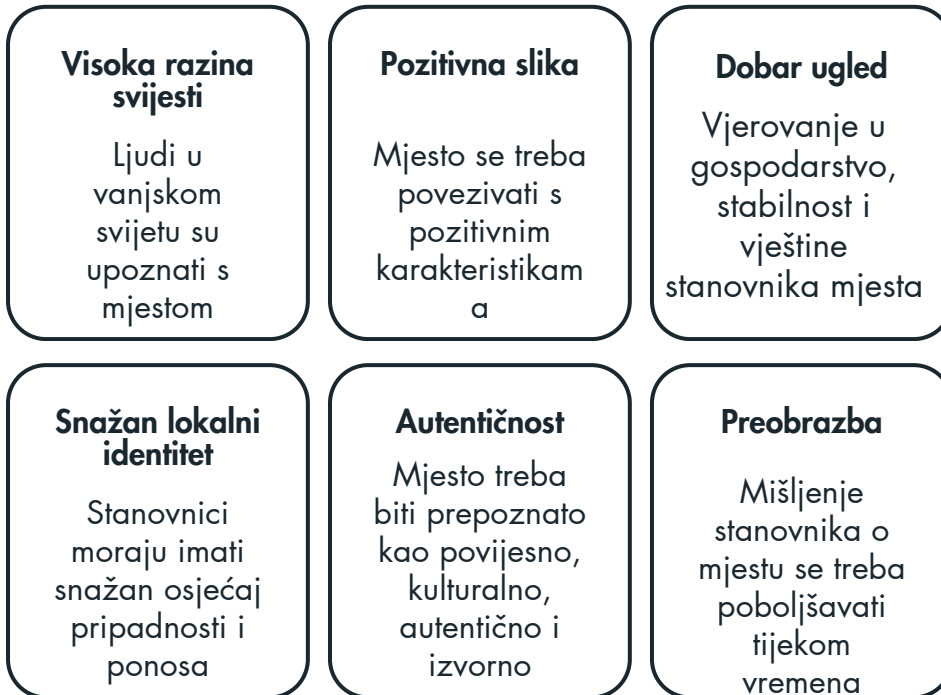 Visoka razina
svijesti
Ljudi u
vanjskom
svijetu su
upoznati s
mjestom
Pozitivna slika
Mjesto se treba
povezivati s
pozitivnim
karakteristikam
a
Dobar ugled
Vjerovanje u
gospodarstvo,
stabilnost i
vještine
stanovnika mjesta
Snažan lokalni
identitet
Stanovnici
moraju imati
snažan osjećaj
pripadnosti i
ponosa
Autentičnost
Mjesto treba
biti prepoznato
kao povijesno,
kulturalno,
autentično i
izvorno
Preobrazba
Mišljenje
stanovnika o
mjestu se treba
poboljšavati
tijekom
vremena